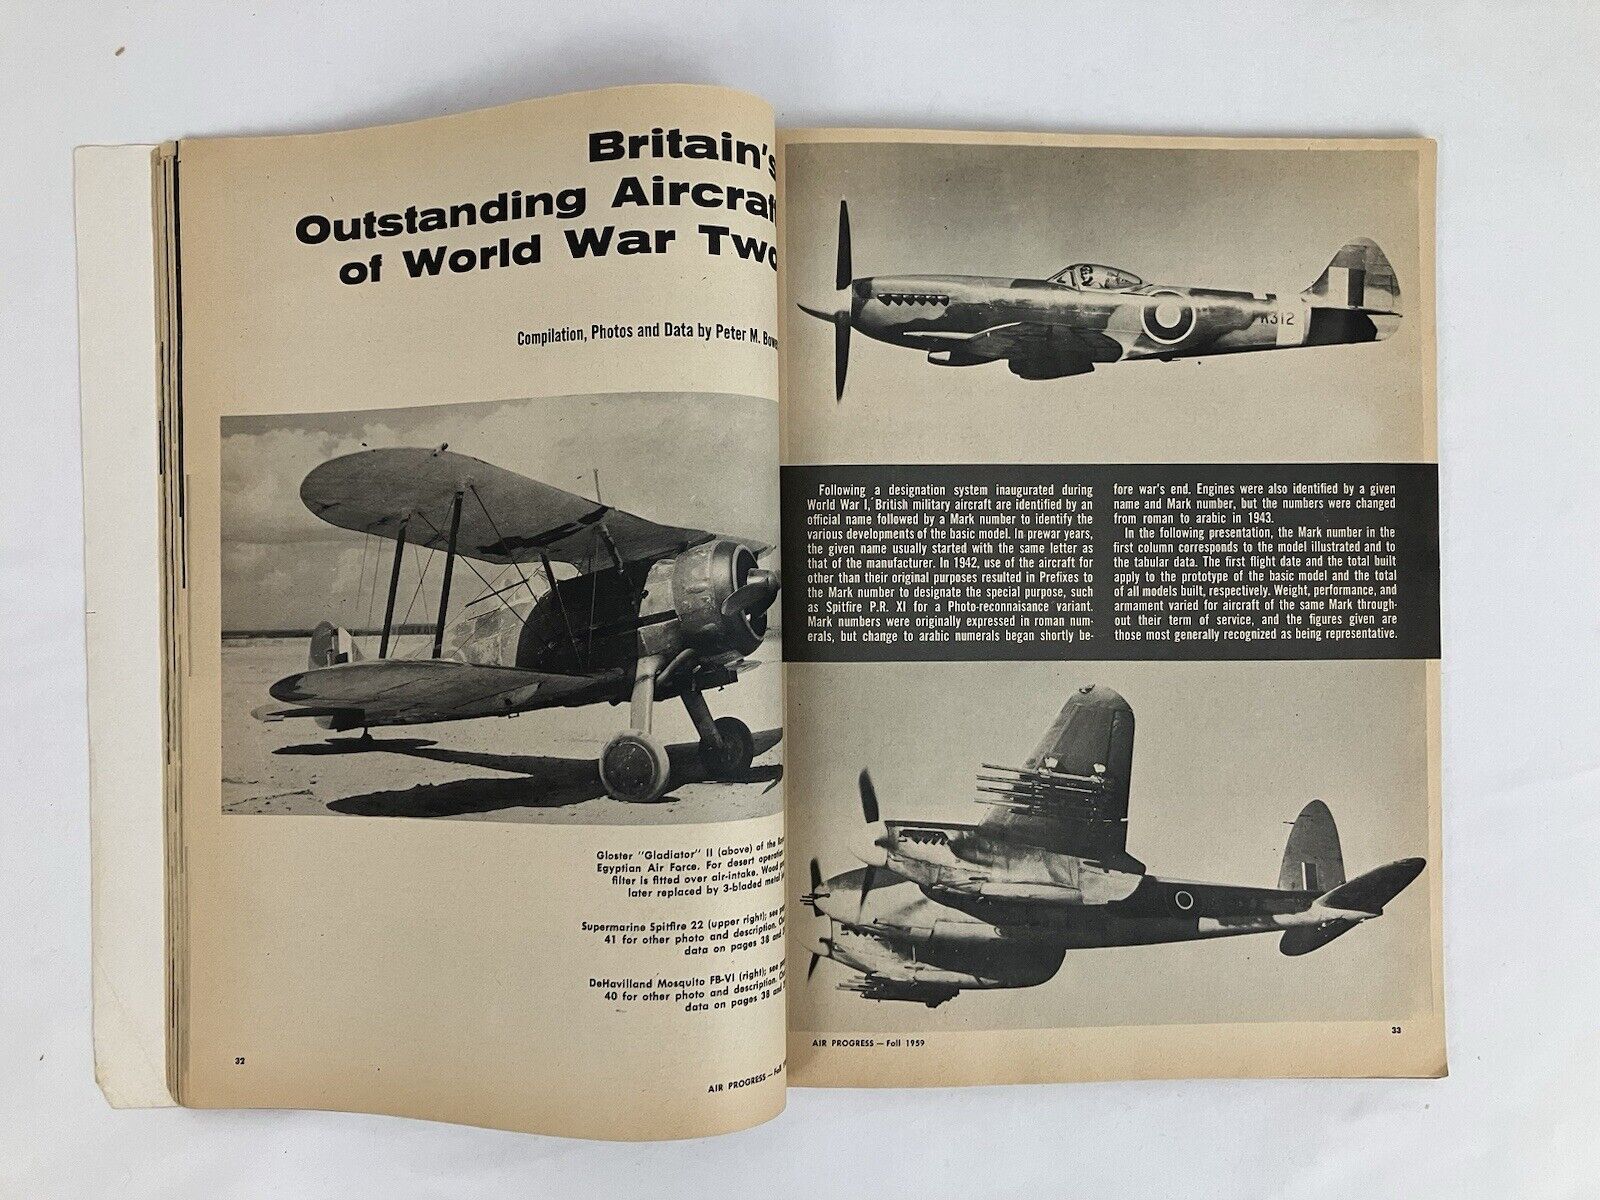 Britain's
Outstanding Aircraf
of World War Two
Compilation, Photos and Data by Peter M. Bowe
Gloster "Gladiator" II (above) of the
Egyptian Air Force. For desert operation
filter is fitted over air-intake. Wood
later replaced by 3-bladed metal
Supermarine Spitfire 22 (upper right); see
41 for other photo and description.
data on pages 38 and
DeHavilland Mosquito FB-VI (right); see
40 for other photo and description.
data on pages 38 and
32
AIR PROGRESS — Fall
K312
Following a designation system inaugurated during
World War I, British military aircraft are identified by an
official name followed by a Mark number to identify the
various developments of the basic model. In prewar years,
the given name usually started with the same letter as
that of the manufacturer. In 1942, use of the aircraft for
other than their original purposes resulted in Prefixes to
the Mark number to designate the special purpose, such
as Spitfire P.R. XI for a Photo-reconnaisance variant.
Mark numbers were originally expressed in roman num-
erals, but change to arabic numerals began shortly be-
fore war's end. Engines were also identified by a given
name and Mark number, but the numbers were changed
from roman to arabic in 1943.
In the following presentation, the Mark number in the
first column corresponds to the model illustrated and to
the tabular data. The first flight date and the total built
apply to the prototype of the basic model and the total
of all models built, respectively. Weight, performance, and
armament varied for aircraft of the same Mark through-
out their term of service, and the figures given are
those most generally recognized as being representative.
AIR PROGRESS — Fall 1959
33